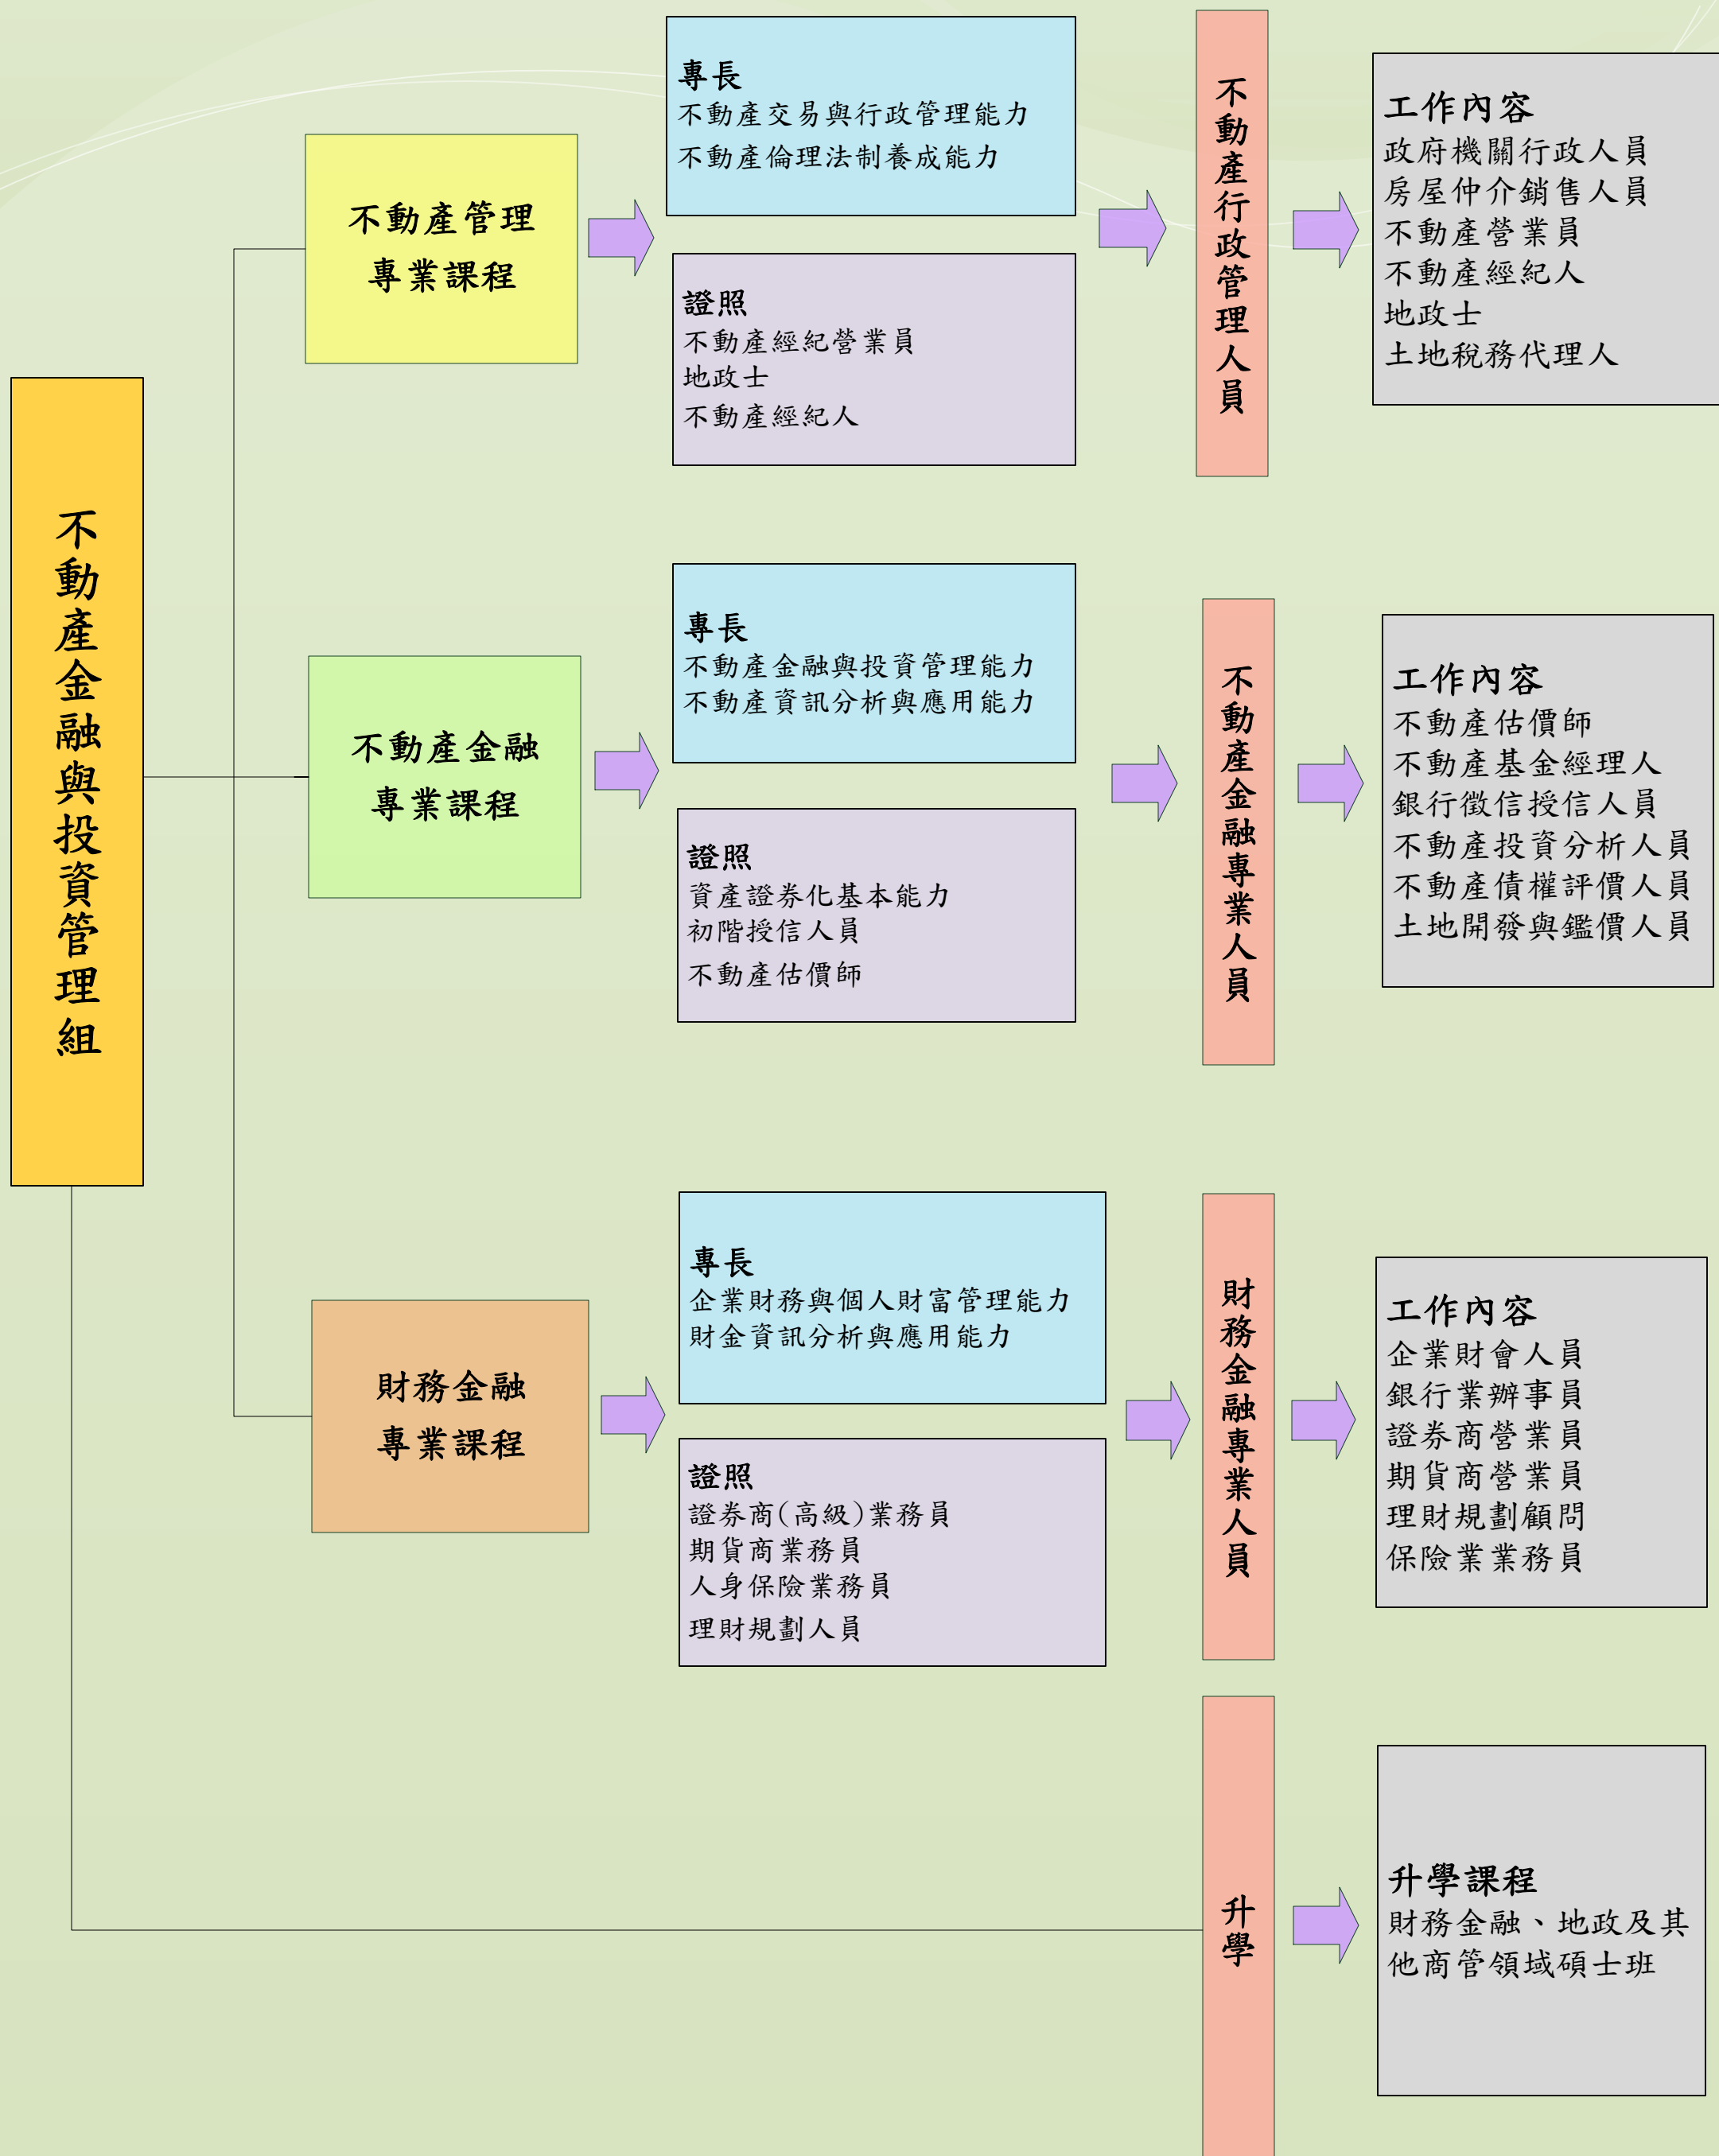 不動產金融與投資管理組
不動產管理
專業課程
專長
不動產交易與行政管理能力
不動產倫理法制養成能力
證照
不動產經紀營業員
地政士
不動產經紀人
不動產行政管理人員
工作內容
政府機關行政人員
房屋仲介銷售人員
不動產營業員
不動產經紀人
地政士
土地稅務代理人
不動產金融
專業課程
專長
不動產金融與投資管理能力
不動產資訊分析與應用能力
證照
資產證券化基本能力
初階授信人員
不動產估價師
不動產金融專業人員
工作內容
不動產估價師
不動產基金經理人
銀行徵信授信人員
不動產投資分析人員
不動產債權評價人員
土地開發與鑑價人員
財務金融
專業課程
專長
企業財務與個人財富管理能力
財金資訊分析與應用能力
證照
證券商(高級)業務員
期貨商業務員
人身保險業務員
理財規劃人員
財務金融專業人員
工作內容
企業財會人員
銀行業辦事員
證券商營業員
期貨商營業員
理財規劃顧問
保險業業務員
升學
升學課程
財務金融、地政及其
他商管領域碩士班